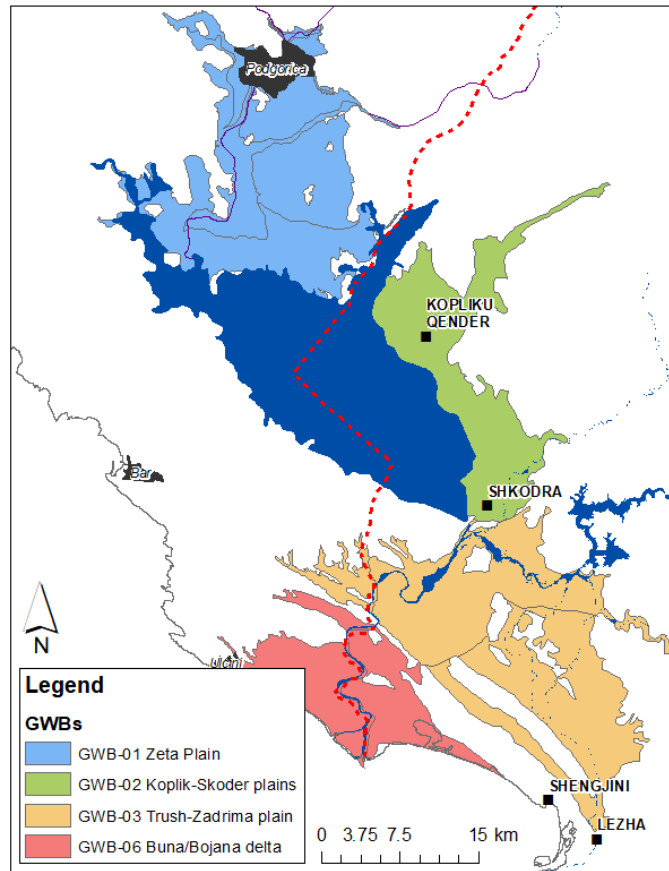 Podgorica
KOPLIKU
QENDER
Bar
SHKODRA
N
Ulcinj
Legend
GWBs
GWB-01 Zeta Plain
GWB-02 Koplik-Skoder plains
GWB-03 Trush-Zadrima plain
GWB-06 Buna/Bojana delta
SHENGJINI
LEZHA
0 3.75 7.5 15 km